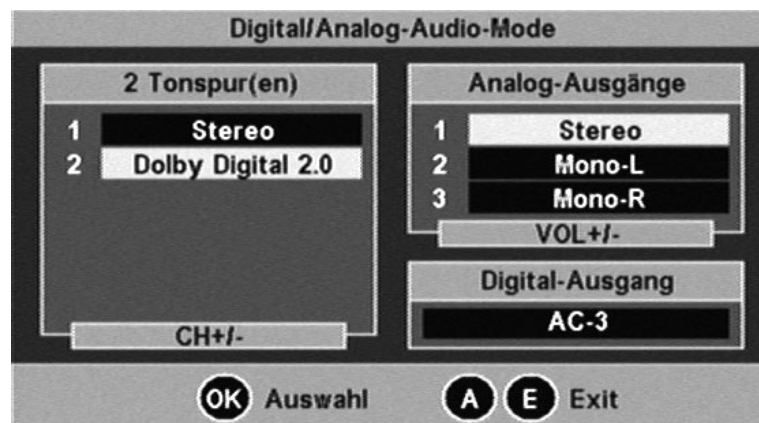 Digital/Analog-Audio-Mode
2 Tonspur(en)
1 Stereo
2 Dolby Digital 2.0
CH+/-
Analog-Ausgänge
1 Stereo
2 Mono-L
3 Mono-R
VOL+/-
Digital-Ausgang
AC-3
OK Auswahl
A E Exit